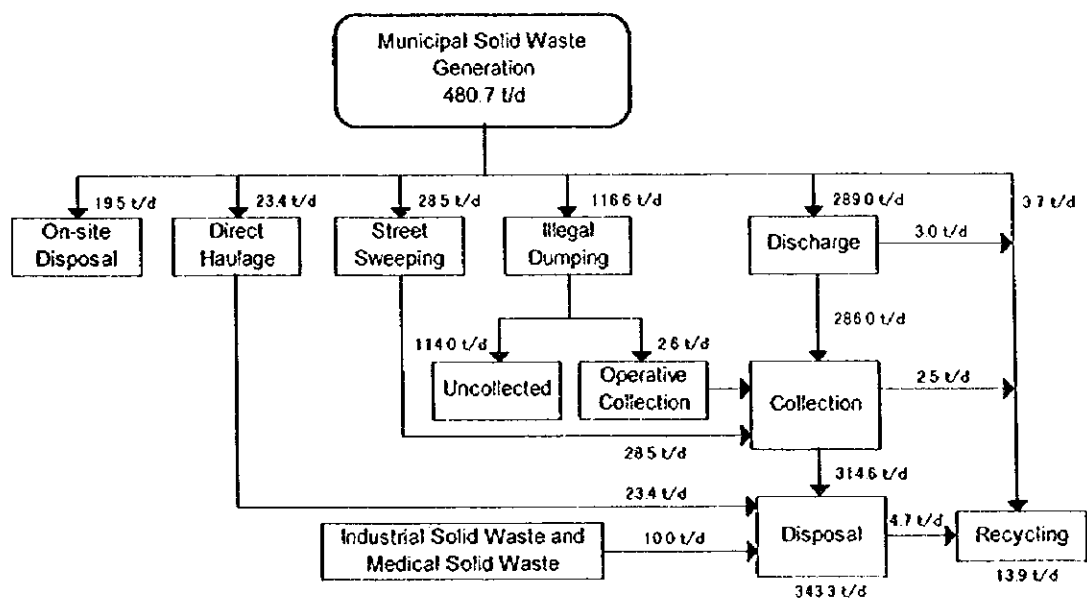 Municipal Solid Waste
Generation
480.7 t/d
19.5 t/d
23.4 t/d
28.5 t/d
116.6 t/d
289.0 t/d
3.7 t/d
On-site
Disposal
Direct
Haulage
Street
Sweeping
Illegal
Dumping
Discharge
3.0 t/d
286.0 t/d
114.0 t/d
2.6 t/d
Uncollected
Operative
Collection
Collection
2.5 t/d
28.5 t/d
314.6 t/d
23.4 t/d
Industrial Solid Waste and
Medical Solid Waste
10.0 t/d
Disposal
4.7 t/d
Recycling
343.3 t/d
13.9 t/d